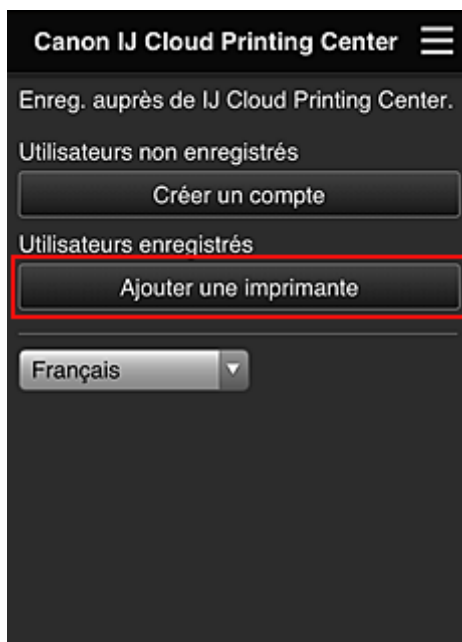 Canon IJ Cloud Printing Center
Enreg. auprès de IJ Cloud Printing Center.
Utilisateurs non enregistrés
Créer un compte
Utilisateurs enregistrés
Ajouter une imprimante
Français